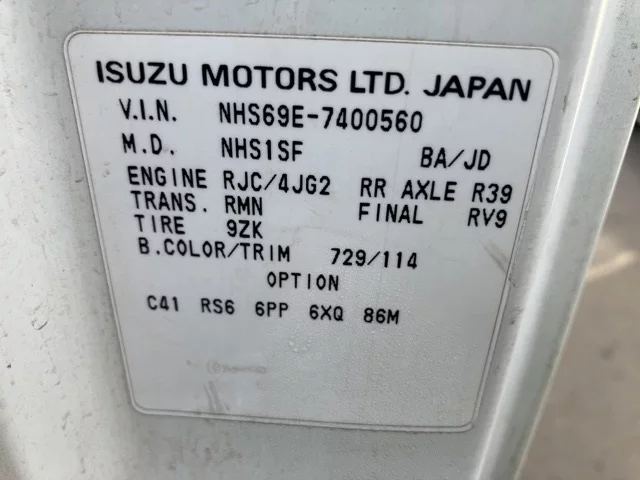 ISUZU MOTORS LTD. JAPAN
V.I.N. NHS69E-7400560
M.D. NHS1SF BA/JD
ENGINE RJC/4JG2 RR AXLE R39
TRANS. RMN FINAL RV9
TIRE 9ZK
B.COLOR/TRIM 729/114
OPTION
C41 RS6 6PP 6XQ 86M